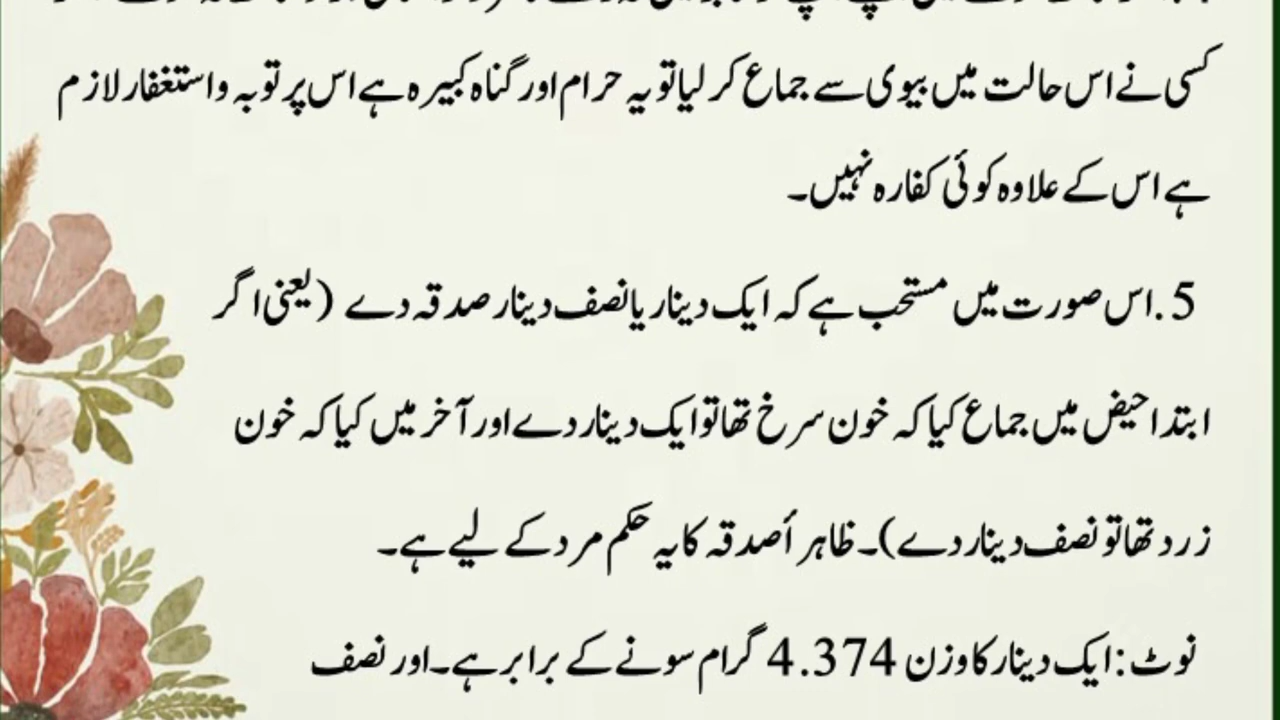 کسی نے اس حالت میں بیوی سے جماع کر لیا تو یہ حرام اور گناہ کبیرہ ہے اس پر توبہ و استغفار لازم
ہے اس کے علاوہ کوئی کفارہ نہیں۔
5.اس صورت میں مستحب ہے کہ ایک دینار یا نصف دینار صدقہ دے (یعنی اگر
ابتدا حیض میں جماع کیا کہ خون سرخ تھا تو ایک دینار دے اور آخر میں کیا کہ خون
زرد تھا تو نصف دینار دے)۔ ظاہر أصدقہ کا یہ حکم مرد کے لیے ہے۔
نوٹ: ایک دینار کا وزن 4.374 گرام سونے کے برابر ہے۔ اور نصف